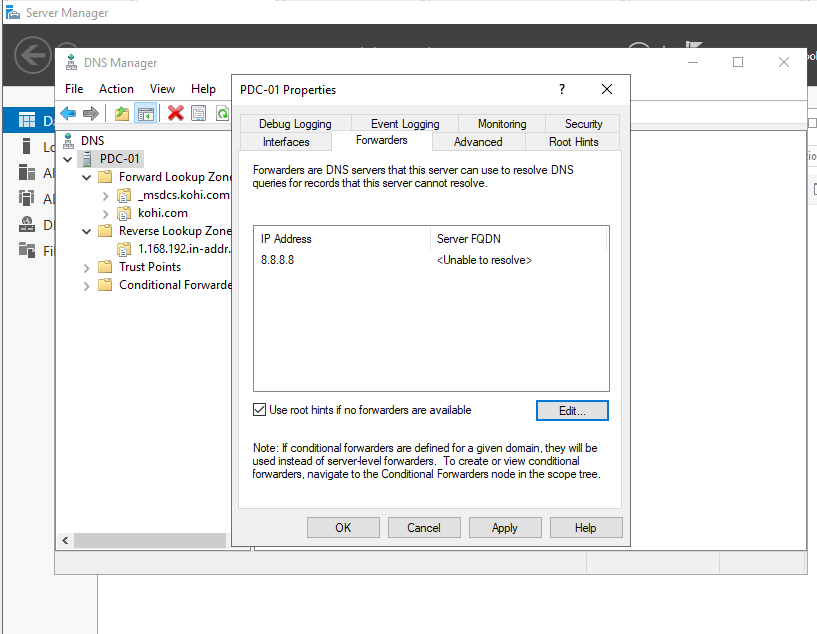 Server Manager
DNS Manager
File Action View Help
DNS
PDC-01
Forward Lookup Zone
_msdcs.kohi.com
kohi.com
Reverse Lookup Zone
1.168.192.in-addr.
Trust Points
Conditional Forwarde
PDC-01 Properties
?
Debug Logging Event Logging Monitoring Security
Interfaces Forwarders Advanced Root Hints
Forwarders are DNS servers that this server can use to resolve DNS
queries for records that this server cannot resolve.
IP Address Server FQDN
8.8.8.8 <Unable to resolve>
Use root hints if no forwarders are available
Edit...
Note: If conditional forwarders are defined for a given domain, they will be
used instead of server-level forwarders. To create or view conditional
forwarders, navigate to the Conditional Forwarders node in the scope tree.
OK Cancel Apply Help